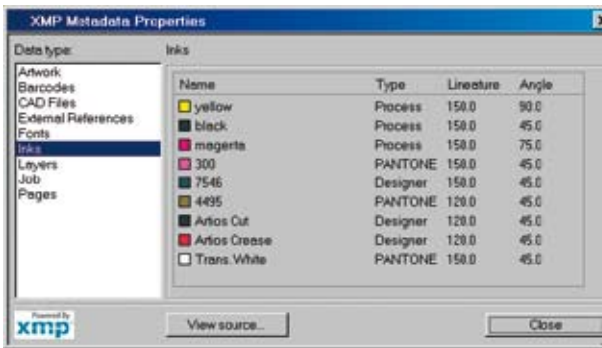 XMP Metadata Properties
Data type:
Artwork
Barcodes
CAD Files
External References
Fonts
Inks
Layers
Job
Pages
Inks
Name Type Lineature Angle
yellow Process 150.0 90.0
black Process 150.0 45.0
magenta Process 150.0 75.0
300 PANTONE 150.0 45.0
7546 Designer 150.0 45.0
4495 PANTONE 120.0 45.0
Artios Cut Designer 120.0 45.0
Artios Crease Designer 120.0 45.0
Trans. White PANTONE 150.0 45.0
Powered By
xmp
View source...
Close